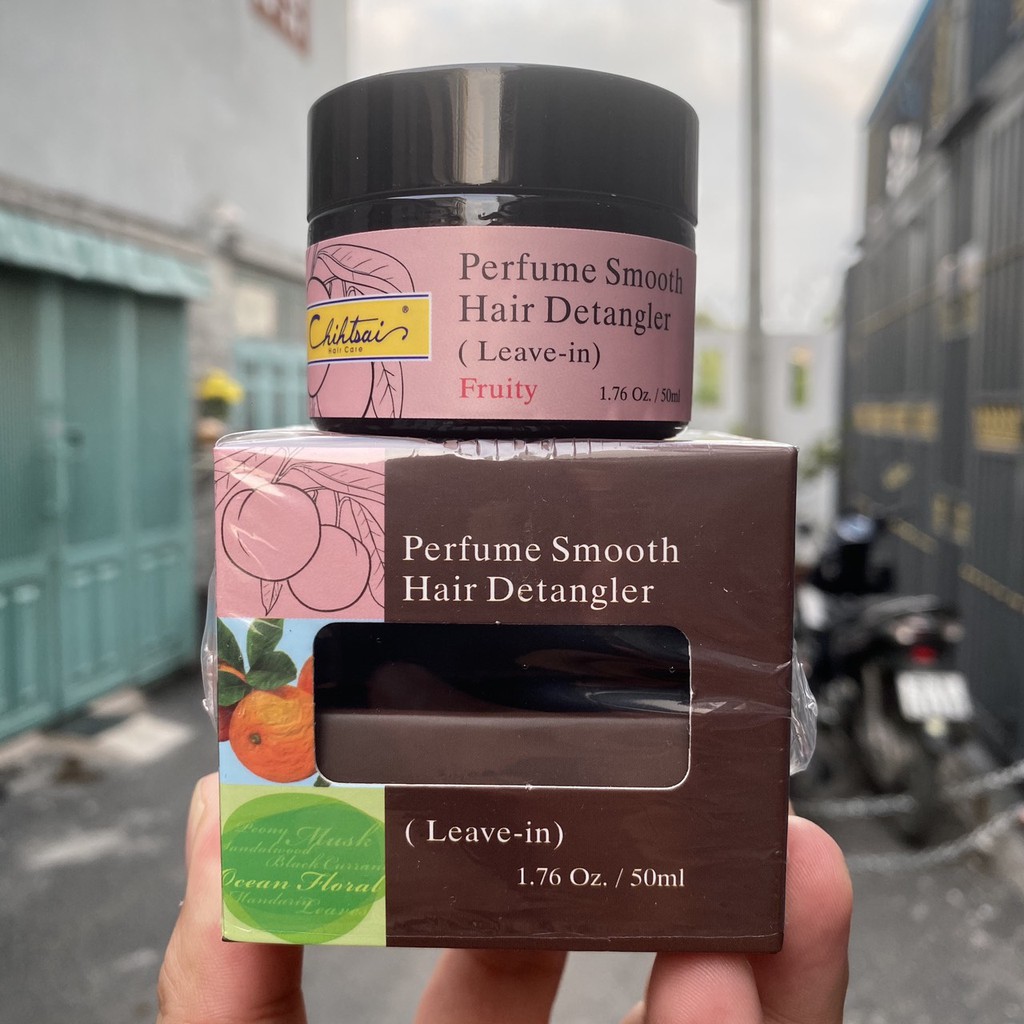 Perfume Smooth
Hair Detangler
Chihtsai®
Hair Care
( Leave-in)
Fruity
1.76 Oz. / 50ml
Perfume Smooth
Hair Detangler
( Leave-in)
1.76 Oz. / 50ml
Peony Musk
Sandalwood
Black Curran
Ocean Floral
Mandarin
Leaves